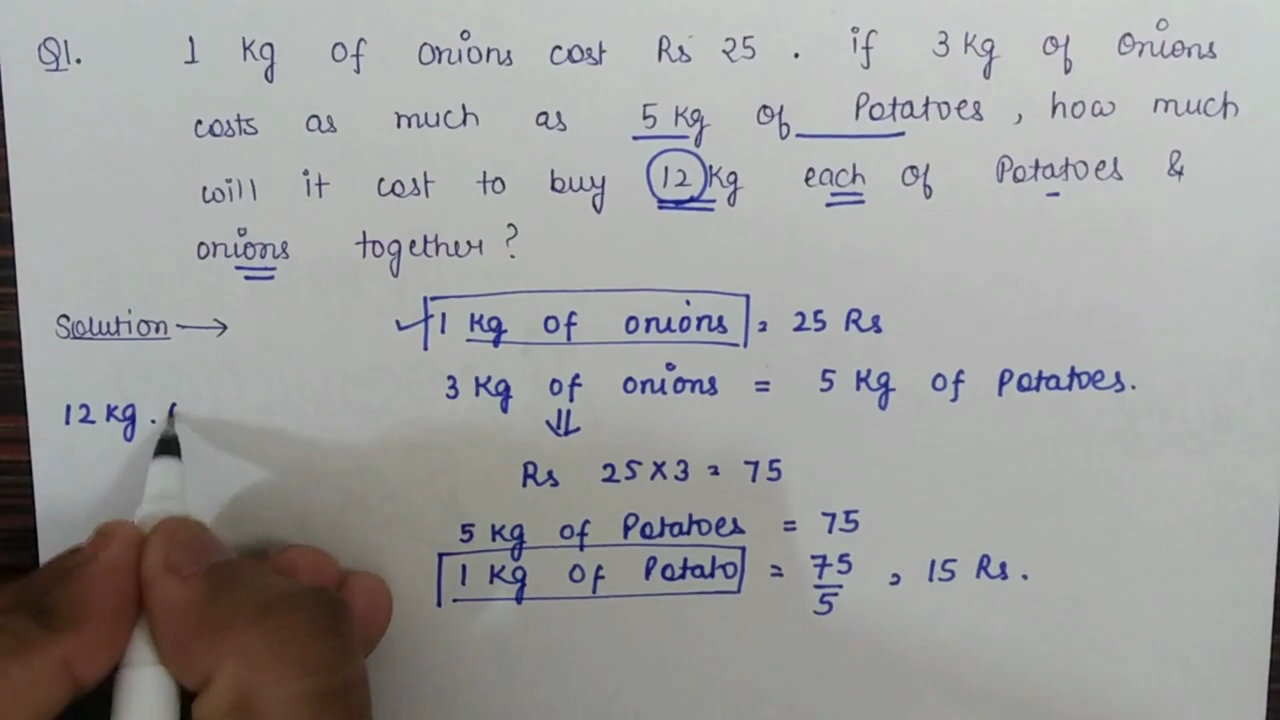 Q1. 1 Kg of onions cost Rs 25 . if 3 Kg of onions
costs as much as 5 Kg of Potatoes , how much
will it cost to buy 12 Kg each of Potatoes &
onions together ?
Solution →
✓ 1 Kg of onions = 25 Rs
3 Kg of onions = 5 Kg of Potatoes.
⇓
12 Kg .
Rs 25 X 3 = 75
5 Kg of Potatoes = 75
1 Kg of Potato = 75/5 , 15 Rs .